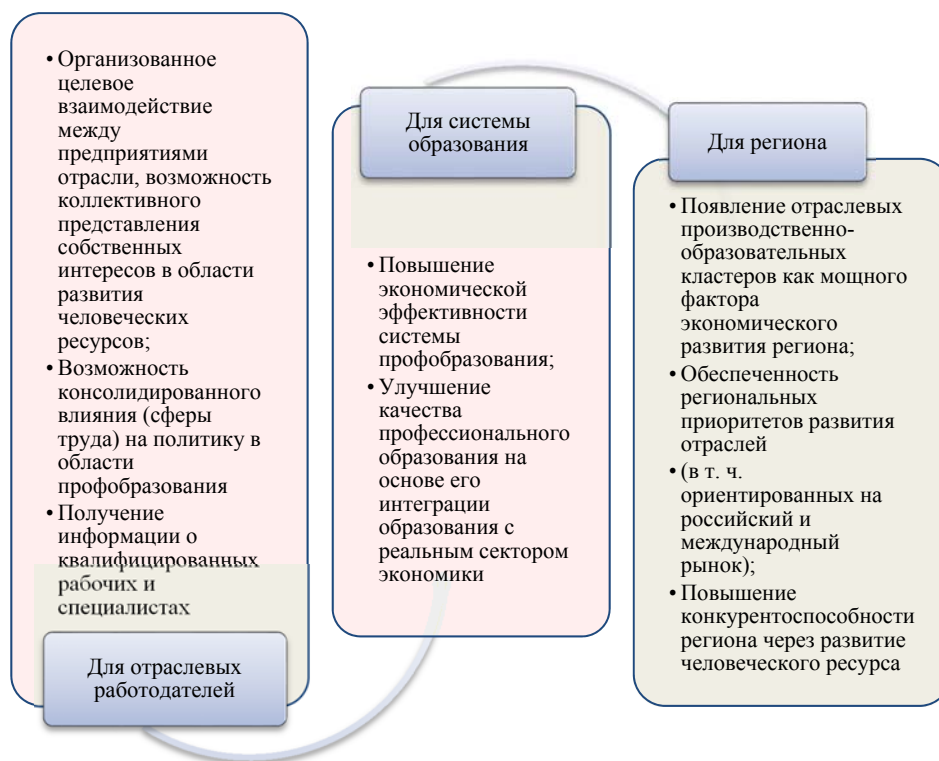 • Организованное
целевое
взаимодействие
между
предприятиями
отрасли, возможность
коллективного
представления
собственных
интересов в области
развития
человеческих
ресурсов;
• Возможность
консолидированного
влияния (сферы
труда) на политику в
области
профобразования
• Получение
информации о
квалифицированных
рабочих и
специалистах
Для отраслевых
работодателей
Для системы
образования
• Повышение
экономической
эффективности
системы
профобразования;
• Улучшение
качества
профессионального
образования на
основе его
интеграции
образования с
реальным сектором
экономики
Для региона
• Появление отраслевых
производственно-
образовательных
кластеров как мощного
фактора
экономического
развития региона;
• Обеспеченность
региональных
приоритетов развития
отраслей
• (в т. ч.
ориентированных на
российский и
международный
рынок);
• Повышение
конкурентоспособности
региона через развитие
человеческого ресурса